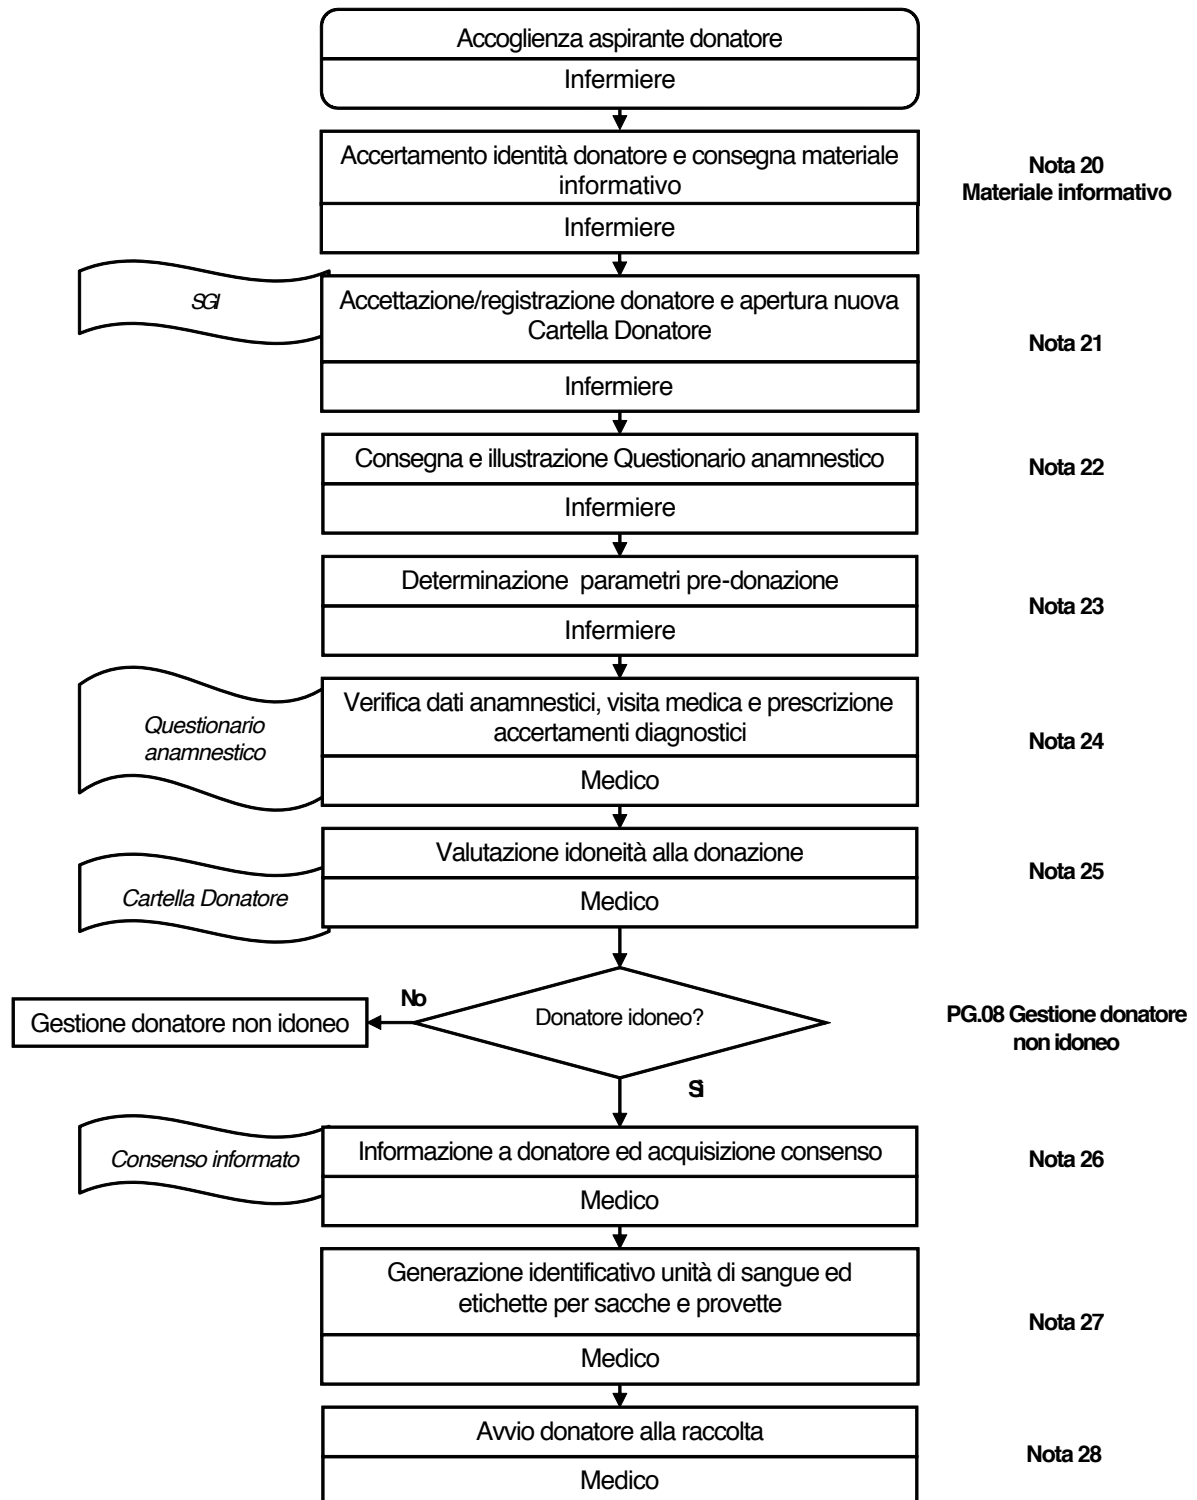 Accoglienza aspirante donatore
Infermiere
Accertamento identità donatore e consegna materiale
informativo
Infermiere
Nota 20
Materiale informativo
SGI
Accettazione/registrazione donatore e apertura nuova
Cartella Donatore
Infermiere
Nota 21
Consegna e illustrazione Questionario anamnestico
Infermiere
Nota 22
Determinazione parametri pre-donazione
Infermiere
Nota 23
Questionario
anamnestico
Verifica dati anamnestici, visita medica e prescrizione
accertamenti diagnostici
Medico
Nota 24
Cartella Donatore
Valutazione idoneità alla donazione
Medico
Nota 25
Donatore idoneo?
No
Gestione donatore non idoneo
PG.08 Gestione donatore
non idoneo
Si
Consenso informato
Informazione a donatore ed acquisizione consenso
Medico
Nota 26
Generazione identificativo unità di sangue ed
etichette per sacche e provette
Medico
Nota 27
Avvio donatore alla raccolta
Medico
Nota 28